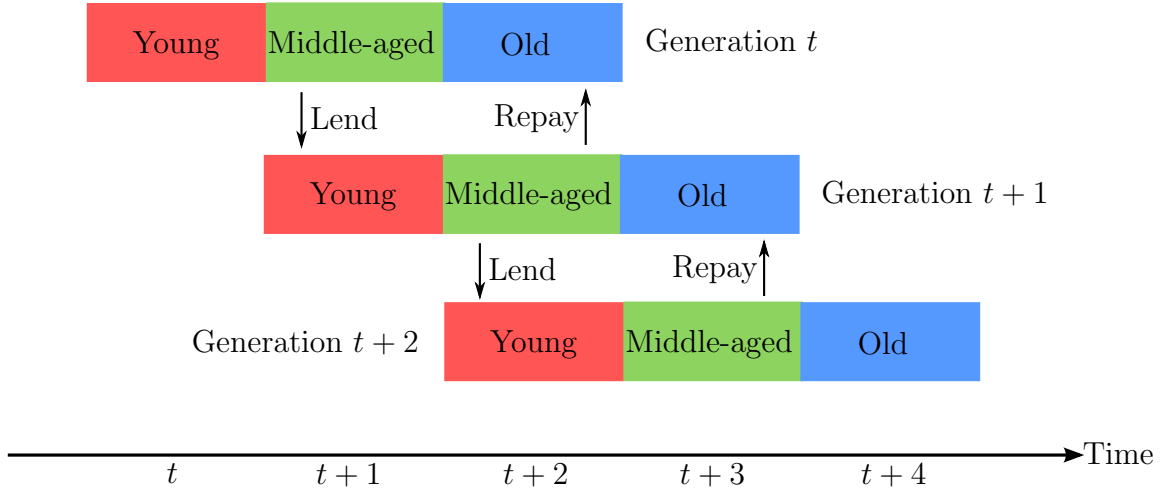 Young Middle-aged Old Generation t
Lend Repay
Young Middle-aged Old Generation t + 1
Lend Repay
Generation t + 2 Young Middle-aged Old
Time
t t + 1 t + 2 t + 3 t + 4